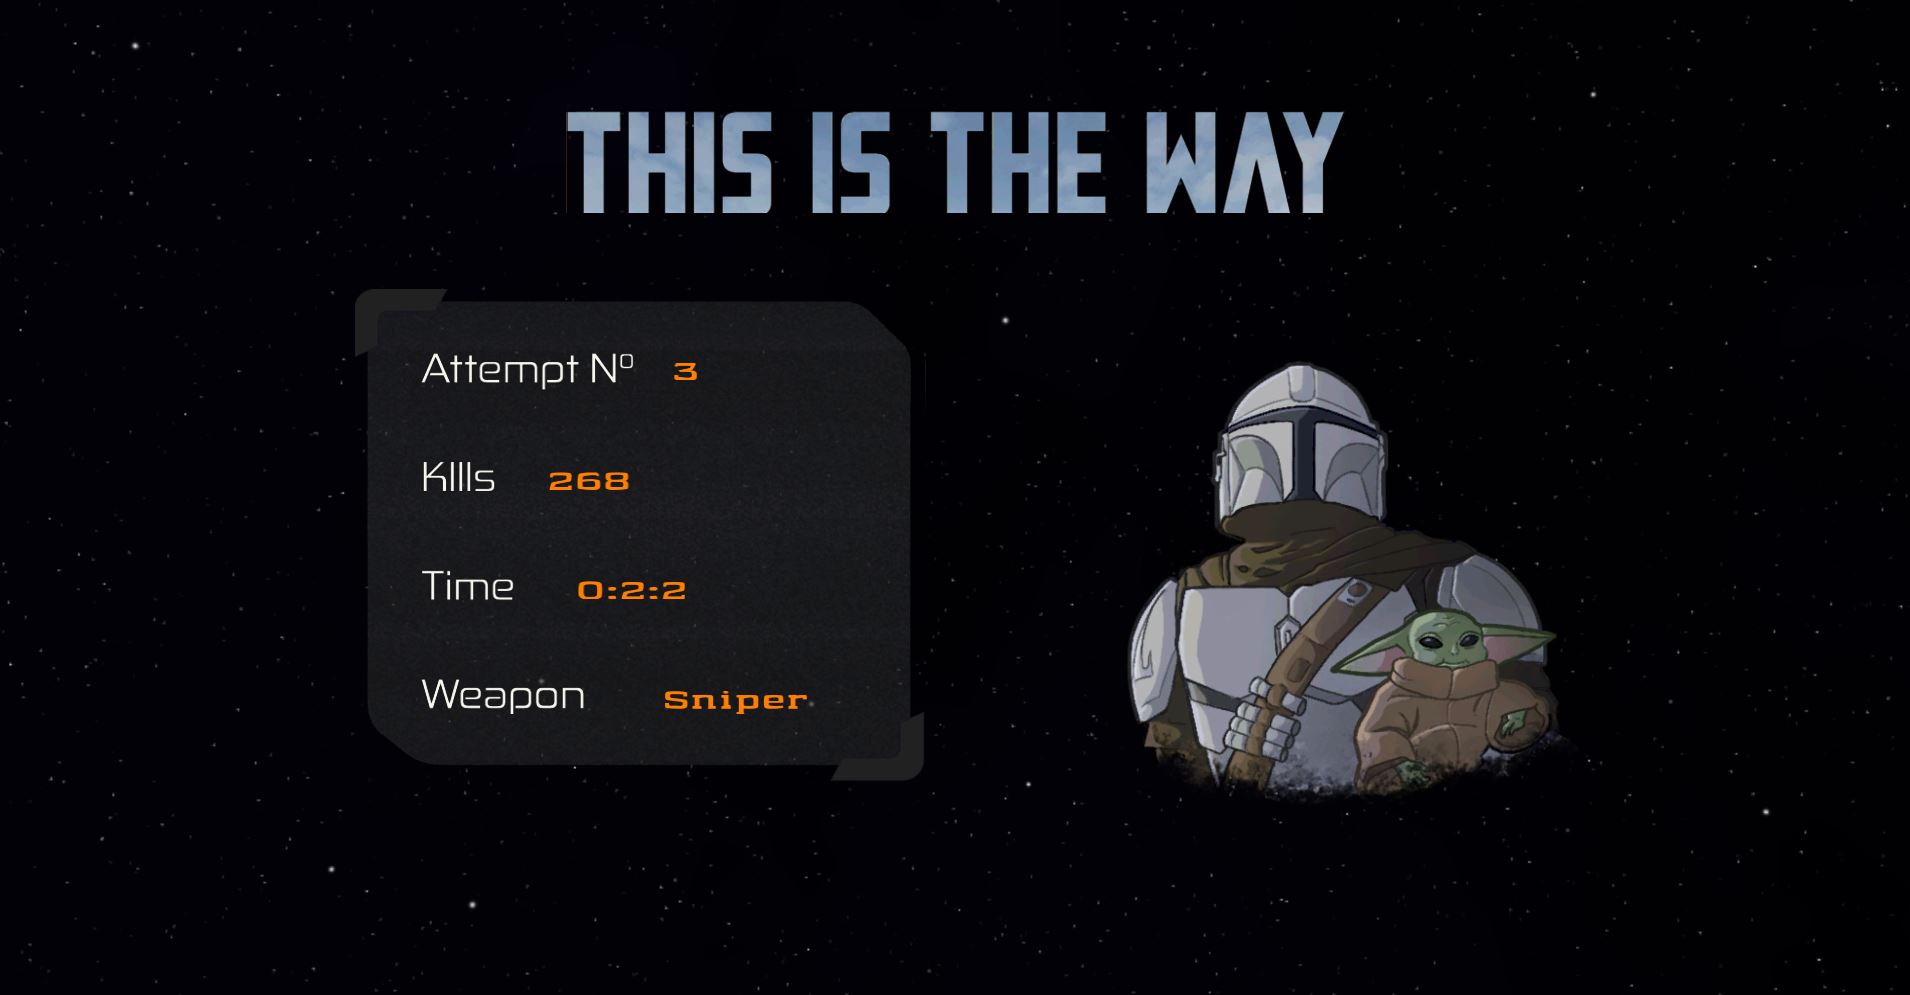 THIS IS THE WAY
Attempt Nº 3
KIlls 268
Time 0:2:2
Weapon Sniper